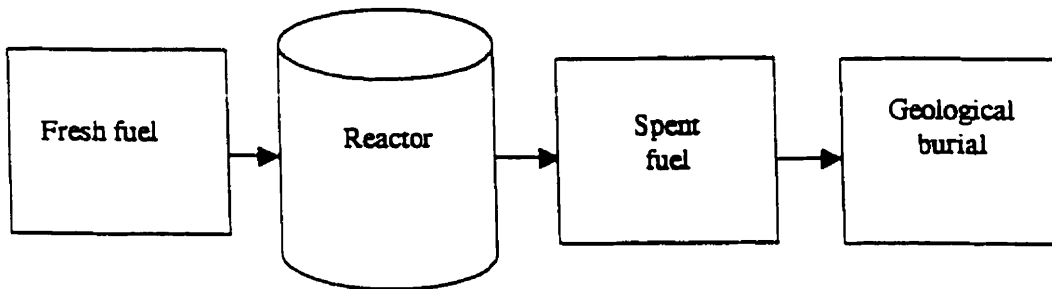 Fresh fuel
Reactor
Spent
fuel
Geological
burial